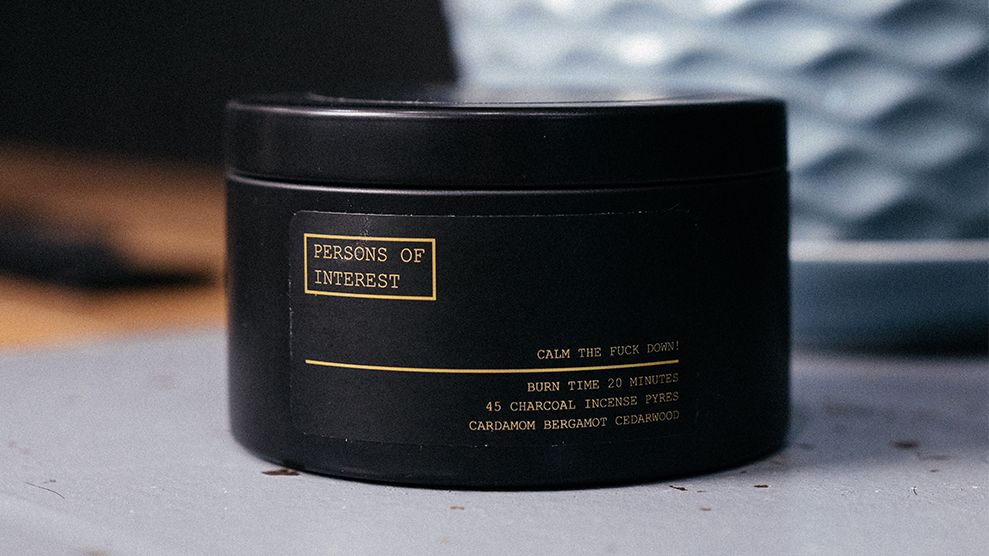 PERSONS OF
INTEREST
CALM THE FUCK DOWN!
BURN TIME 20 MINUTES
45 CHARCOAL INCENSE PYRES
CARDAMOM BERGAMOT CEDARWOOD